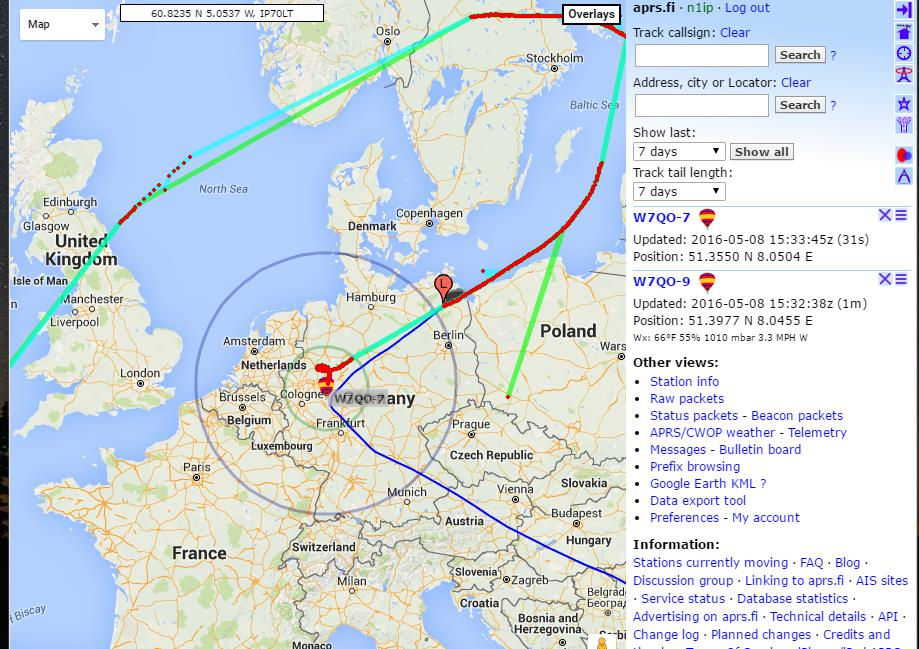 Map
60.8235 N 5.0537 W, IP70LT
Overlays
Oslo
Stockholm
Baltic Sea
North Sea
Edinburgh
Glasgow
United
Kingdom
Isle of Man
Manchester
Liverpool
London
Copenhagen
Denmark
Hamburg
L
Berlin
Poland
Amsterdam
Netherlands
Cologne
W7QO-7
any
Brussels
Belgium
Frankfurt
Luxembourg
Prague
Czech Republic
Paris
Munich
Vienna
Slovakia
Austria
Budapest
Hungary
France
Switzerland
Slovenia
Zagreb
Croatia
Milan
Bosnia and
Herzegovina
Monaco
f Biscay
aprs.fi · n1ip · Log out
Track callsign: Clear
Search ?
Address, city or Locator: Clear
Search ?
Show last:
7 days Show all
Track tail length:
7 days
W7QO-7
Updated: 2016-05-08 15:33:45z (31s)
Position: 51.3550 N 8.0504 E
W7QO-9
Updated: 2016-05-08 15:32:38z (1m)
Position: 51.3977 N 8.0455 E
Wx: 66°F 55% 1010 mbar 3.3 MPH W
Other views:
• Station info
• Raw packets
• Status packets - Beacon packets
• APRS/CWOP weather - Telemetry
• Messages - Bulletin board
• Prefix browsing
• Google Earth KML ?
• Data export tool
• Preferences - My account
Information:
Stations currently moving · FAQ · Blog ·
Discussion group · Linking to aprs.fi · AIS sites
· Service status · Database statistics ·
Advertising on aprs.fi · Technical details · API ·
Change log · Planned changes · Credits and